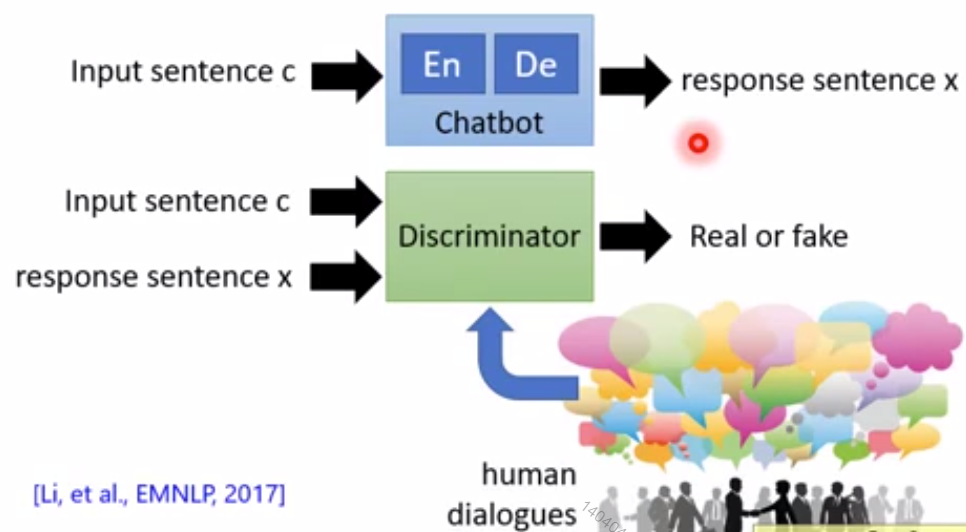 Input sentence c
En
De
Chatbot
response sentence x
Input sentence c
response sentence x
Discriminator
Real or fake
human
dialogues
[Li, et al., EMNLP, 2017]